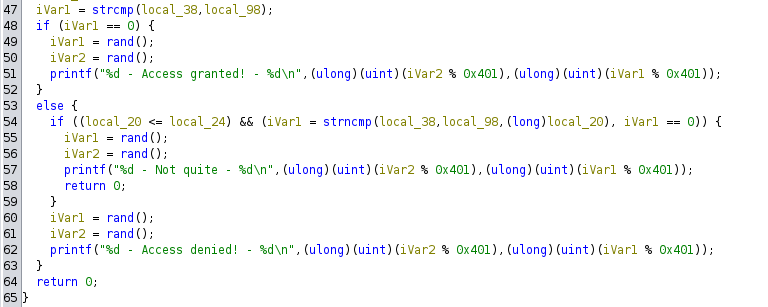 47 iVar1 = strcmp(local_38,local_98);
48 if (iVar1 == 0) {
49 iVar1 = rand();
50 iVar2 = rand();
51 printf("%d - Access granted! - %d\n",(ulong)(uint)(iVar2 % 0x401),(ulong)(uint)(iVar1 % 0x401));
52 }
53 else {
54 if ((local_20 <= local_24) && (iVar1 = strncmp(local_38,local_98,(long)local_20), iVar1 == 0)) {
55 iVar1 = rand();
56 iVar2 = rand();
57 printf("%d - Not quite - %d\n",(ulong)(uint)(iVar2 % 0x401),(ulong)(uint)(iVar1 % 0x401));
58 return 0;
59 }
60 iVar1 = rand();
61 iVar2 = rand();
62 printf("%d - Access denied! - %d\n",(ulong)(uint)(iVar2 % 0x401),(ulong)(uint)(iVar1 % 0x401));
63 }
64 return 0;
65 }